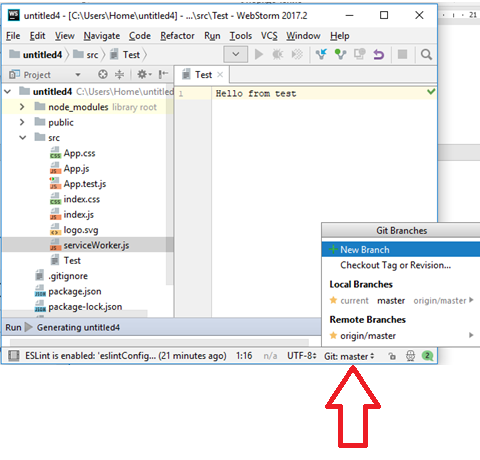 untitled4 - [C:\Users\Home\untitled4] - ...\src\Test - WebStorm 2017.2
File Edit View Navigate Code Refactor Run Tools VCS Window Help
untitled4 src Test
Project
Test
untitled4 C:\Users\Home\untitled
node_modules library root
public
src
App.css
App.js
App.test.js
index.css
index.js
logo.svg
serviceWorker.js
Test
.gitignore
package.json
package-lock.json
1 Hello from test
Git Branches
New Branch
Checkout Tag or Revision...
Local Branches
current master origin/master
Remote Branches
origin/master
Run Generating untitled4
ESLint is enabled: 'eslintConfig... (21 minutes ago) 1:16 n/a UTF-8 Git: master 2